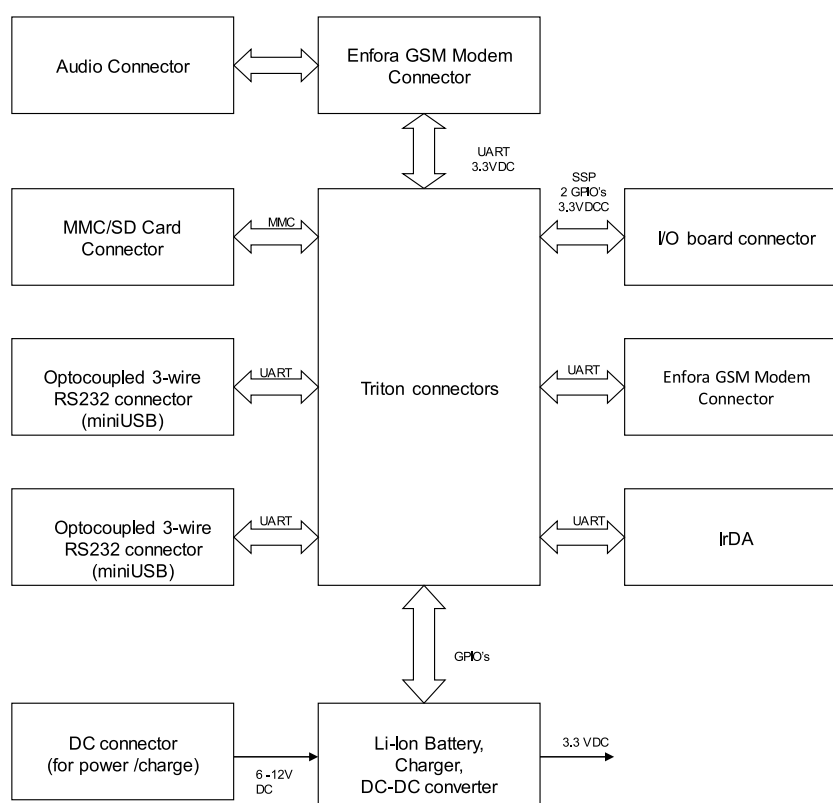 Audio Connector
Enfora GSM Modem
Connector
UART
3.3VDC
SSP
2 GPIO's
3.3VDCC
MMC/SD Card
Connector
MMC
Triton connectors
I/O board connector
Optocoupled 3-wire
RS232 connector
(miniUSB)
UART
UART
Enfora GSM Modem
Connector
Optocoupled 3-wire
RS232 connector
(miniUSB)
UART
UART
IrDA
GPIO's
DC connector
(for power /charge)
6 -12V
DC
Li-Ion Battery,
Charger,
DC-DC converter
3.3 VDC